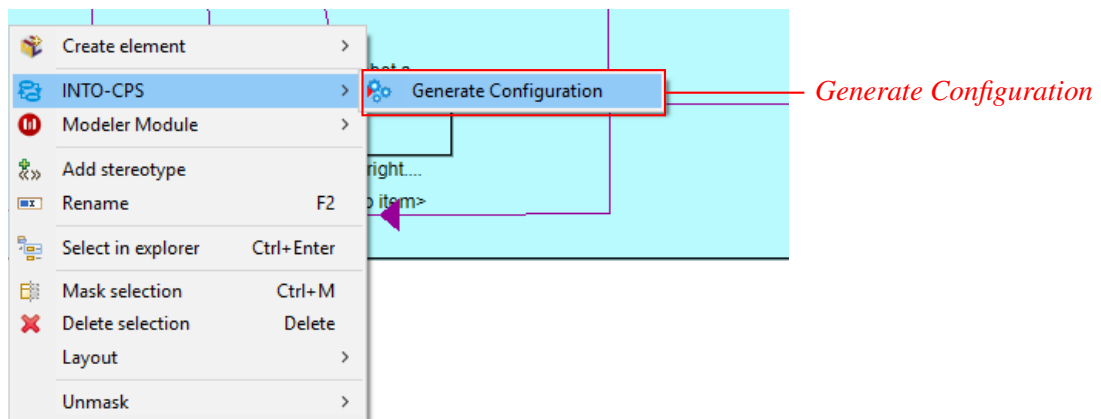 Create element
INTO-CPS
Generate Configuration
Generate Configuration
Modeler Module
Add stereotype
right....
Rename F2
item>
Select in explorer Ctrl+Enter
Mask selection Ctrl+M
Delete selection Delete
Layout
Unmask